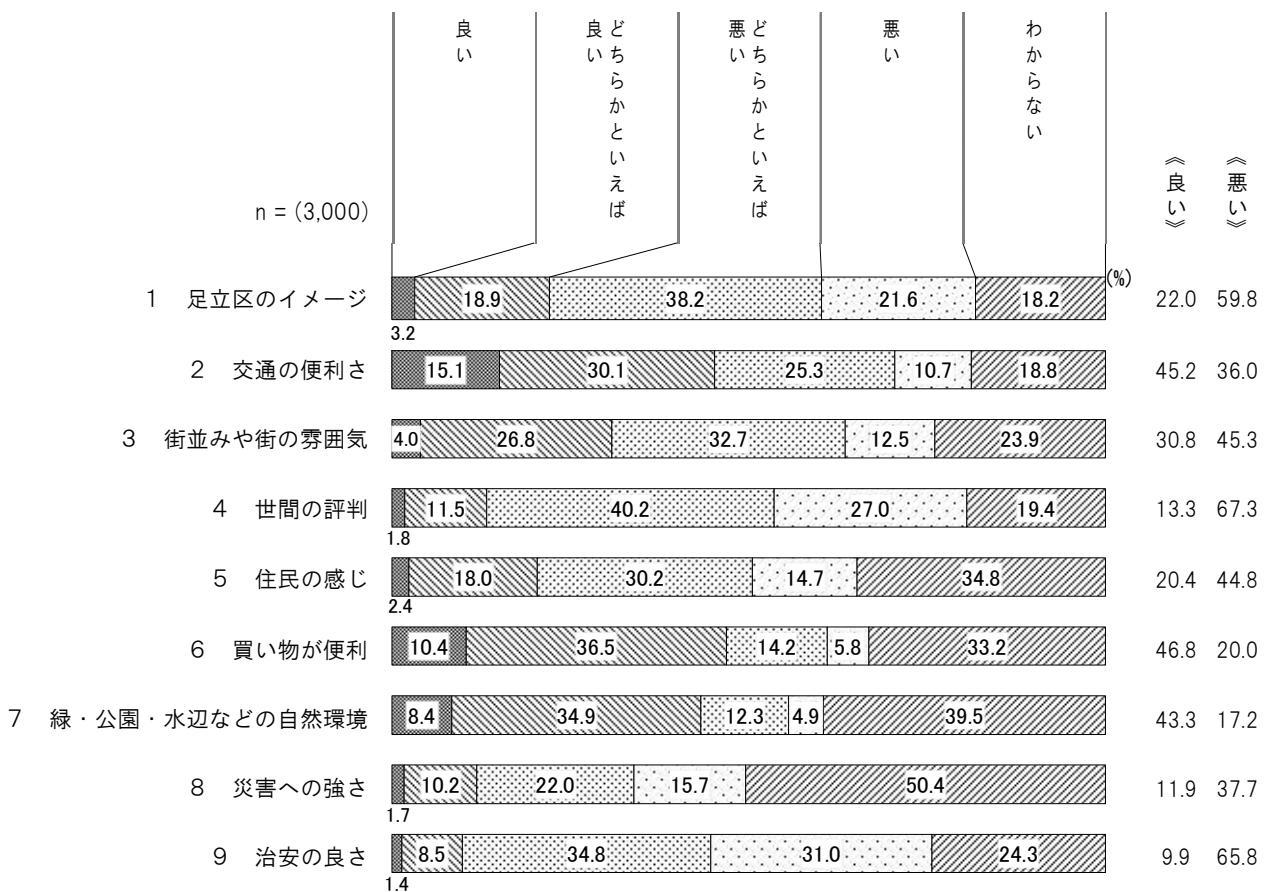 良い
どちらかといえば
良い
どちらかといえば
悪い
悪い
わからない
《良い》
《悪い》
n = (3,000)
(%)
1 足立区のイメージ 3.2 18.9 38.2 21.6 18.2 22.0 59.8
2 交通の便利さ 15.1 30.1 25.3 10.7 18.8 45.2 36.0
3 街並みや街の雰囲気 4.0 26.8 32.7 12.5 23.9 30.8 45.3
4 世間の評判 1.8 11.5 40.2 27.0 19.4 13.3 67.3
5 住民の感じ 2.4 18.0 30.2 14.7 34.8 20.4 44.8
6 買い物が便利 10.4 36.5 14.2 5.8 33.2 46.8 20.0
7 緑・公園・水辺などの自然環境 8.4 34.9 12.3 4.9 39.5 43.3 17.2
8 災害への強さ 1.7 10.2 22.0 15.7 50.4 11.9 37.7
9 治安の良さ 1.4 8.5 34.8 31.0 24.3 9.9 65.8